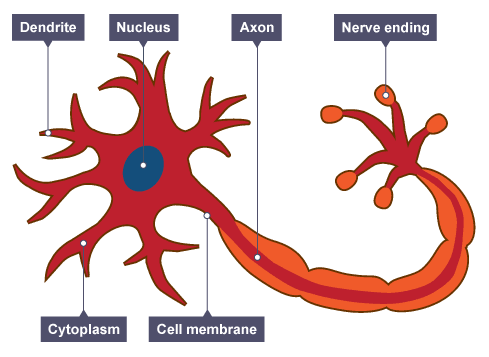 Dendrite
Nucleus
Axon
Nerve ending
Cytoplasm
Cell membrane